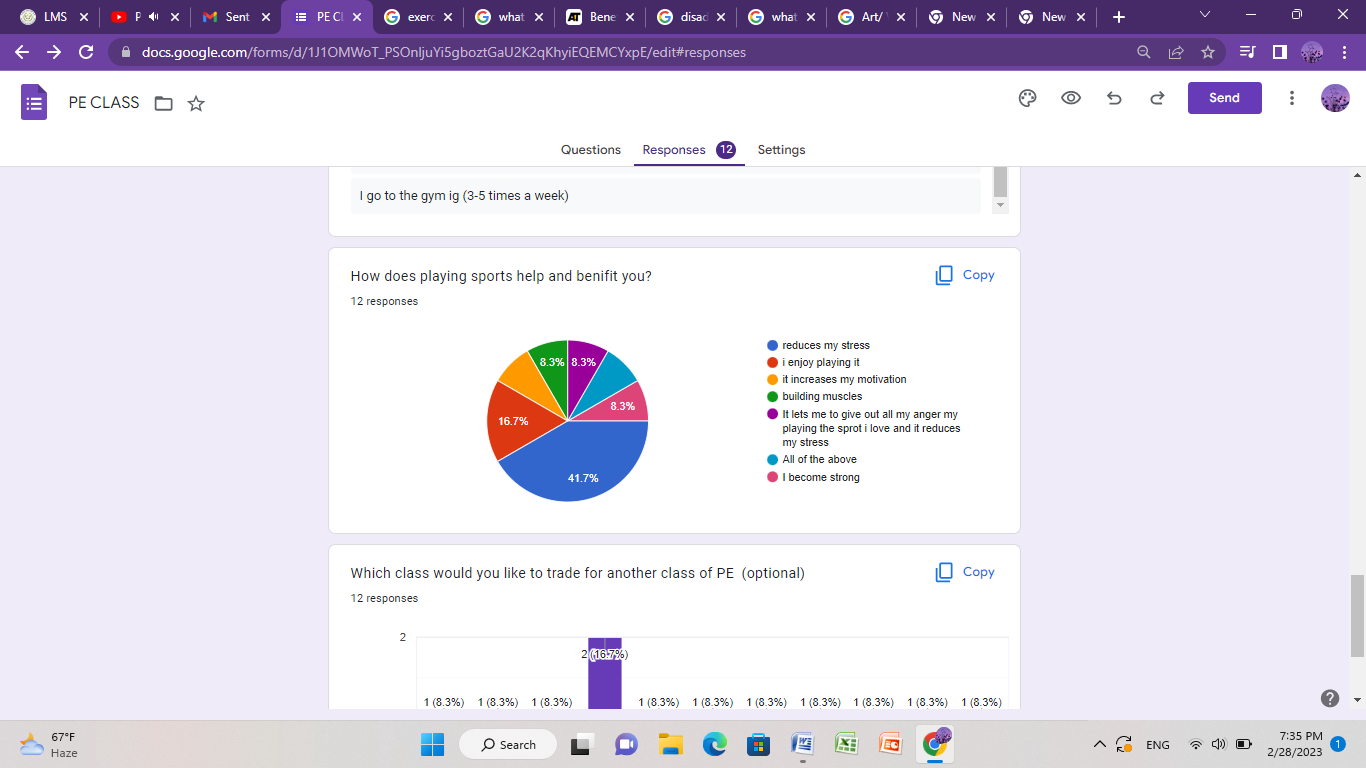 LMS
P
Sent
PE Cl
exerc
what
AT
Bene
disad
what
Art/
New
New
docs.google.com/forms/d/1J1OMWoT_PSOnIjuYi5gboztGaU2K2qKhyiEQEMCYxpE/edit#responses
PE CLASS
Send
Questions
Responses 12
Settings
I go to the gym ig (3-5 times a week)
How does playing sports help and benifit you?
Copy
12 responses
8.3%
8.3%
8.3%
16.7%
41.7%
reduces my stress
i enjoy playing it
it increases my motivation
building muscles
It lets me to give out all my anger my
playing the sprot i love and it reduces
my stress
All of the above
I become strong
Which class would you like to trade for another class of PE (optional)
Copy
12 responses
2
2 (16.7%)
1 (8.3%) 1 (8.3%) 1 (8.3%) 1 (8.3%) 1 (8.3%) 1 (8.3%) 1 (8.3%) 1 (8.3%) 1 (8.3%) 1 (8.3%)
67°F
Haze
Search
ENG
7:35 PM
2/28/2023
1